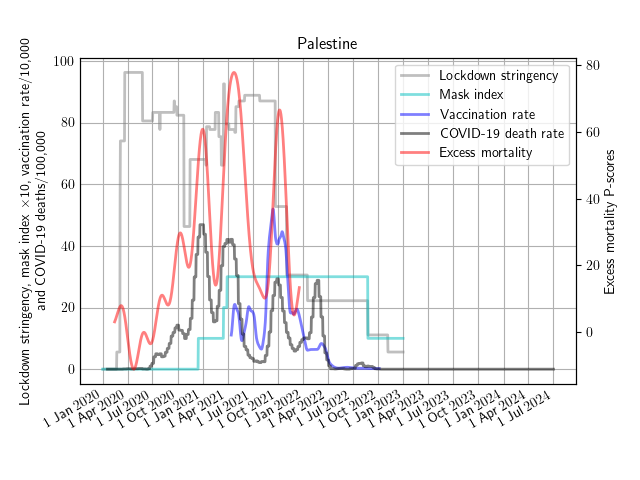 Palestine
Lockdown stringency, mask index ×10, vaccination rate/10,000
and COVID-19 deaths/100,000
100
80
60
40
20
0
Lockdown stringency
Mask index
Vaccination rate
COVID-19 death rate
Excess mortality
80
60
40
20
0
Excess mortality P-scores
1 Jan 2020
1 Apr 2020
1 Jul 2020
1 Oct 2020
1 Jan 2021
1 Apr 2021
1 Jul 2021
1 Oct 2021
1 Jan 2022
1 Apr 2022
1 Jul 2022
1 Oct 2022
1 Jan 2023
1 Apr 2023
1 Jul 2023
1 Oct 2023
1 Jan 2024
1 Apr 2024
1 Jul 2024